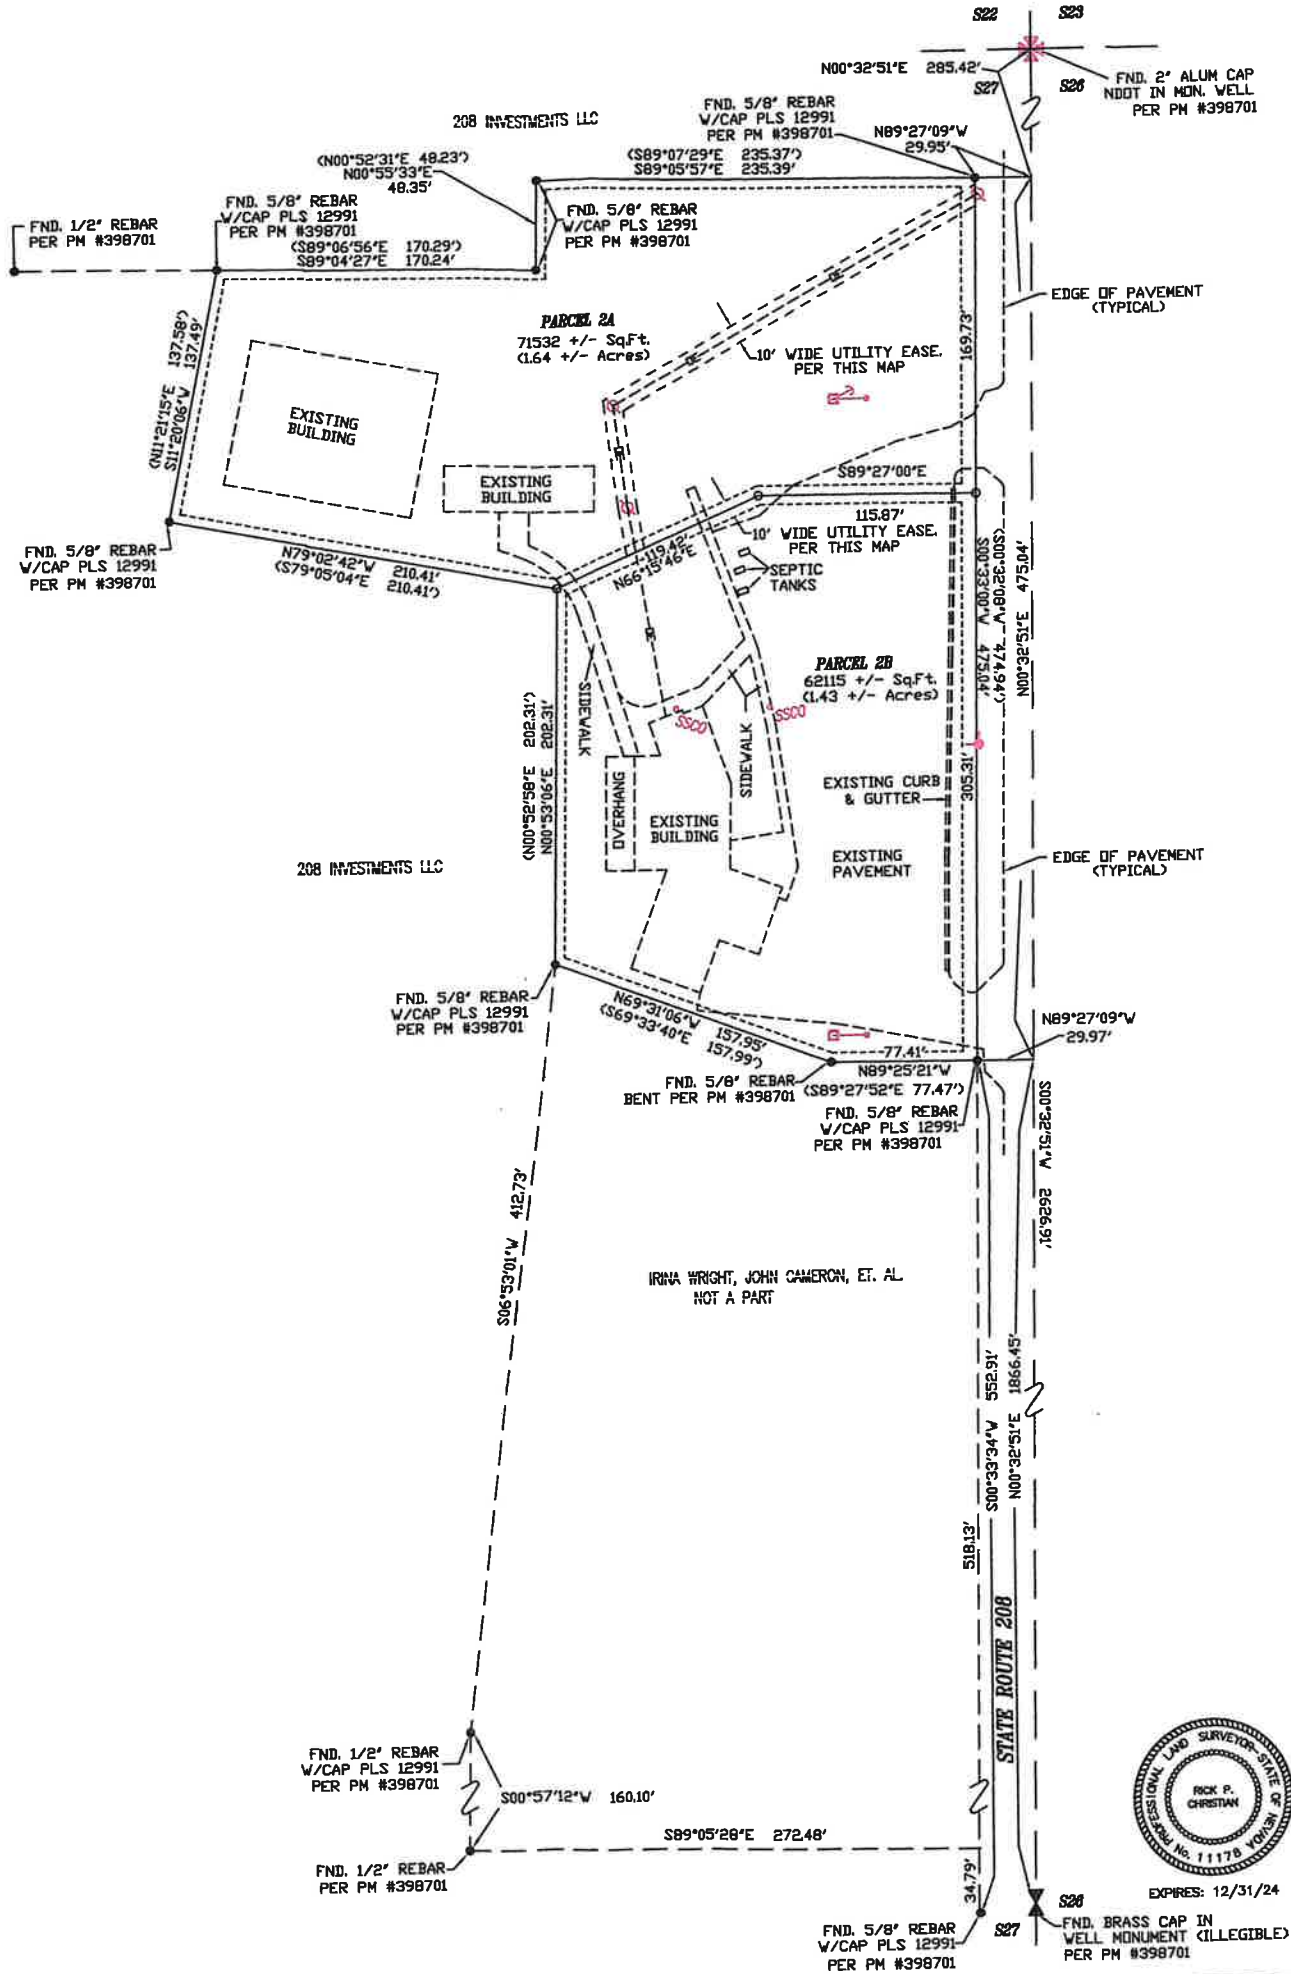 S22
S23
N00°32'51"E 285.42'
S27
S26
FND. 2" ALUM CAP
NDOT IN MON. WELL
PER PM #398701
FND. 5/8" REBAR
W/CAP PLS 12991
PER PM #398701
N89°27'09"W
29.95'
208 INVESTMENTS LLC
(S89°07'29"E 235.37')
S89°05'57"E 235.39'
(N00°52'31"E 48.23')
N00°55'33"E
48.35'
FND. 5/8" REBAR
W/CAP PLS 12991
PER PM #398701
FND. 5/8" REBAR
W/CAP PLS 12991
PER PM #398701
FND. 1/2" REBAR
PER PM #398701
(S89°06'56"E 170.29')
S89°04'27"E 170.24'
EDGE OF PAVEMENT
(TYPICAL)
PARCEL 2A
71532 +/- Sq.Ft.
(1.64 +/- Acres)
10' WIDE UTILITY EASE.
PER THIS MAP
169.73'
(N11°21'15"E 137.58')
S11°20'06"W 137.49'
EXISTING
BUILDING
EXISTING
BUILDING
S89°27'00"E
115.87'
10' WIDE UTILITY EASE.
PER THIS MAP
119.42'
N66°15'46"E
SEPTIC
TANKS
FND. 5/8" REBAR
W/CAP PLS 12991
PER PM #398701
N79°02'42"W 210.41'
(S79°05'04"E 210.41')
(S00°32'08"W 474.94')
S00°33'00"W 475.04'
N00°32'51"E 475.04'
PARCEL 2B
62115 +/- Sq.Ft.
(1.43 +/- Acres)
SIDEWALK
SSCO
SSCO
SIDEWALK
(N00°52'58"E 202.31')
N00°53'06"E 202.31'
OVERHANG
EXISTING
BUILDING
EXISTING CURB
& GUTTER
305.31'
EXISTING
PAVEMENT
EDGE OF PAVEMENT
(TYPICAL)
208 INVESTMENTS LLC
FND. 5/8" REBAR
W/CAP PLS 12991
PER PM #398701
N69°31'06"W 157.95'
(S69°33'40"E 157.99')
N89°27'09"W
29.97'
77.41'
N89°25'21"W
(S89°27'52"E 77.47')
FND. 5/8" REBAR
BENT PER PM #398701
FND. 5/8" REBAR
W/CAP PLS 12991
PER PM #398701
S00°32'51"W 2626.91'
S06°53'01"W 412.73'
IRINA WRIGHT, JOHN CAMERON, ET. AL
NOT A PART
S00°33'34"W 552.91'
N00°32'51"E 1866.45'
518.13'
STATE ROUTE 208
FND. 1/2" REBAR
W/CAP PLS 12991
PER PM #398701
S00°57'12"W 160.10'
S89°05'28"E 272.48'
FND. 1/2" REBAR
PER PM #398701
34.79'
FND. 5/8" REBAR
W/CAP PLS 12991
PER PM #398701
S27
S26
FND. BRASS CAP IN
WELL MONUMENT (ILLEGIBLE)
PER PM #398701
PROFESSIONAL LAND SURVEYOR-STATE OF NEVADA
RICK P.
CHRISTIAN
No. 11178
EXPIRES: 12/31/24